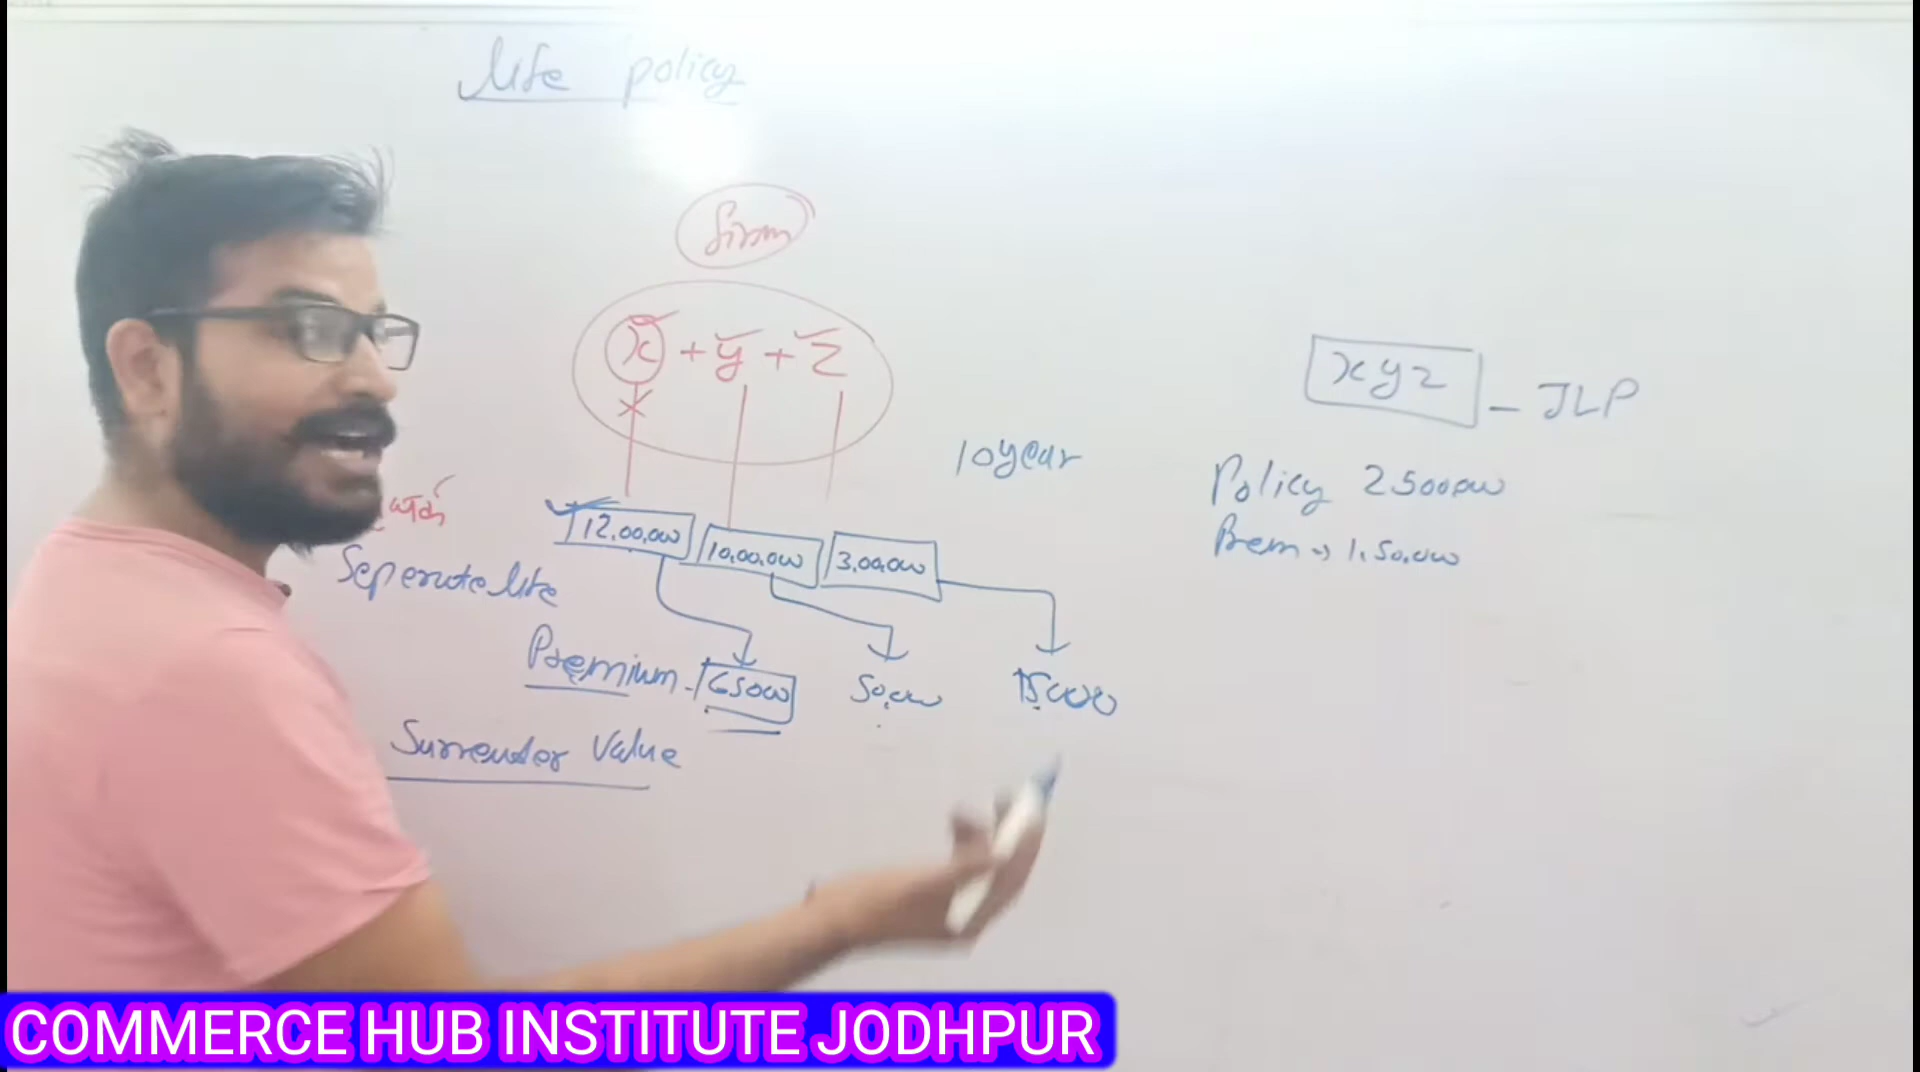 Life policy
firm
x + y + z
xyz - JLP
10 year
Policy 2500000
Prem → 1,50,000
12,00,000 10,00,000 3,00,000
Seperate life
Premium - 65000 50,000 15000
Surrender Value
COMMERCE HUB INSTITUTE JODHPUR